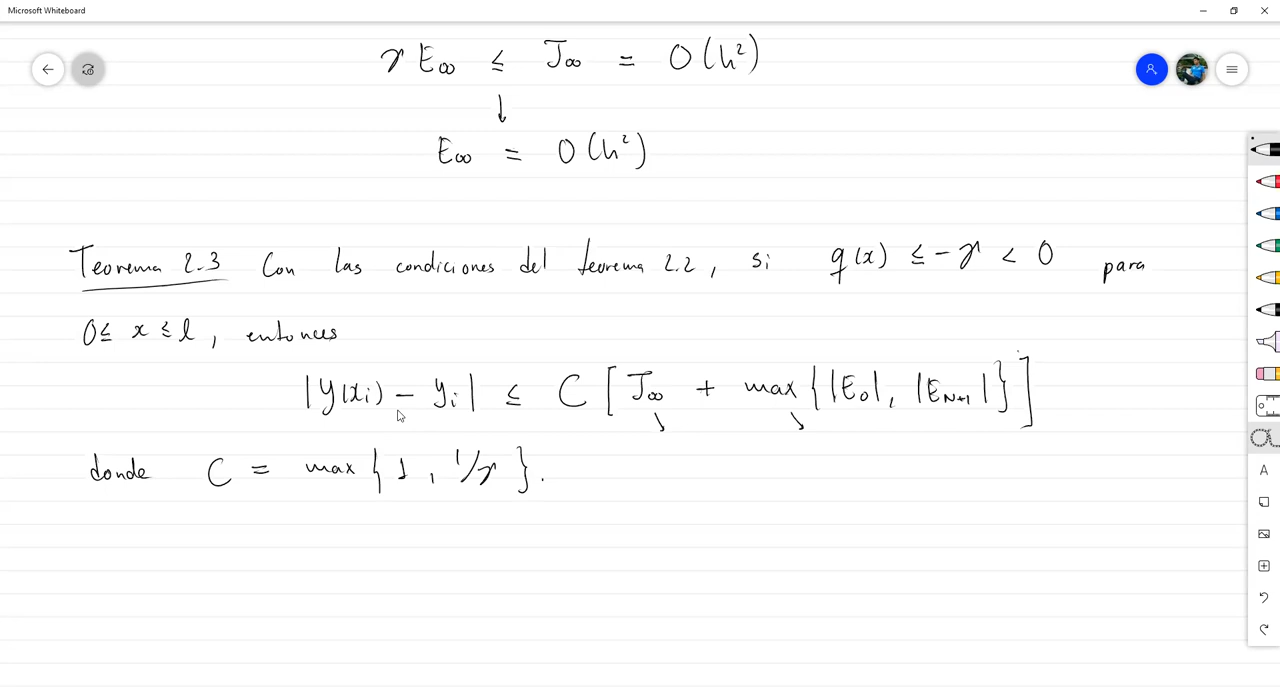 Microsoft Whiteboard
γ E∞ ≤ J∞ = O(h²)
↓
E∞ = O(h²)
Teorema 2.3 Con las condiciones del teorema 2.2, si q(x) ≤ -γ < 0 para
0 ≤ x ≤ l, entonces
|y(xi) - yi| ≤ C [J∞ + max{|E0|, |EN+1|}]
donde C = max{1, 1/γ}.
A